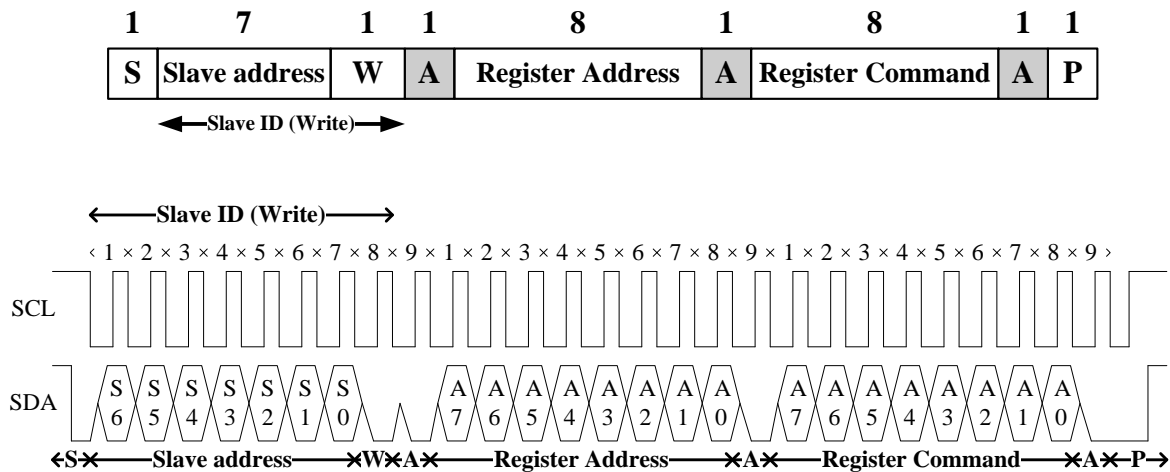 1 7 1 1 8 1 8 1 1
S Slave address W A Register Address A Register Command A P
Slave ID (Write)
Slave ID (Write)
1 2 3 4 5 6 7 8 9 1 2 3 4 5 6 7 8 9 1 2 3 4 5 6 7 8 9
SCL
SDA
S S S S S S S A A A A A A A A A A A A A A A A
6 5 4 3 2 1 0 7 6 5 4 3 2 1 0 7 6 5 4 3 2 1 0
S Slave address W A Register Address A Register Command A P